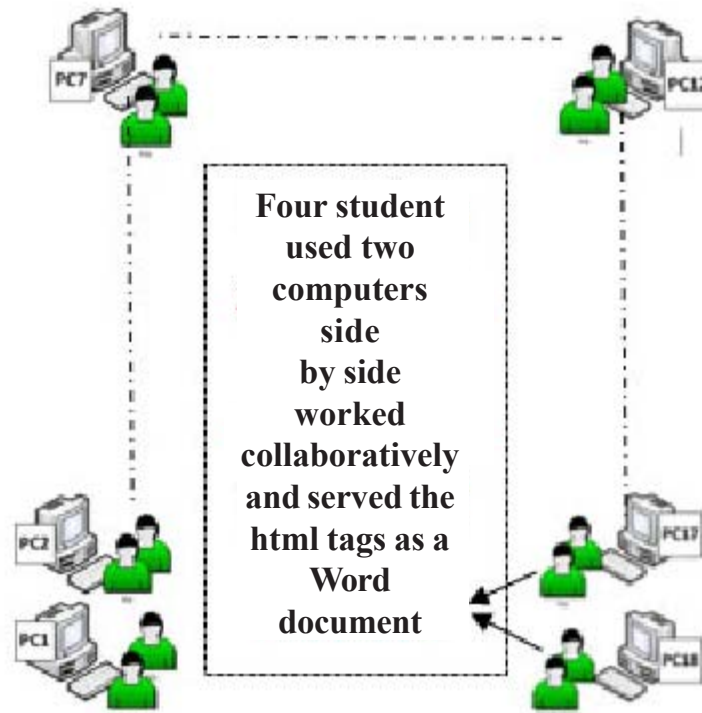 PC7
PC12
Four student
used two
computers
side
by side
worked
collaboratively
and served the
html tags as a
Word
document
PC2
PC17
PC1
PC18